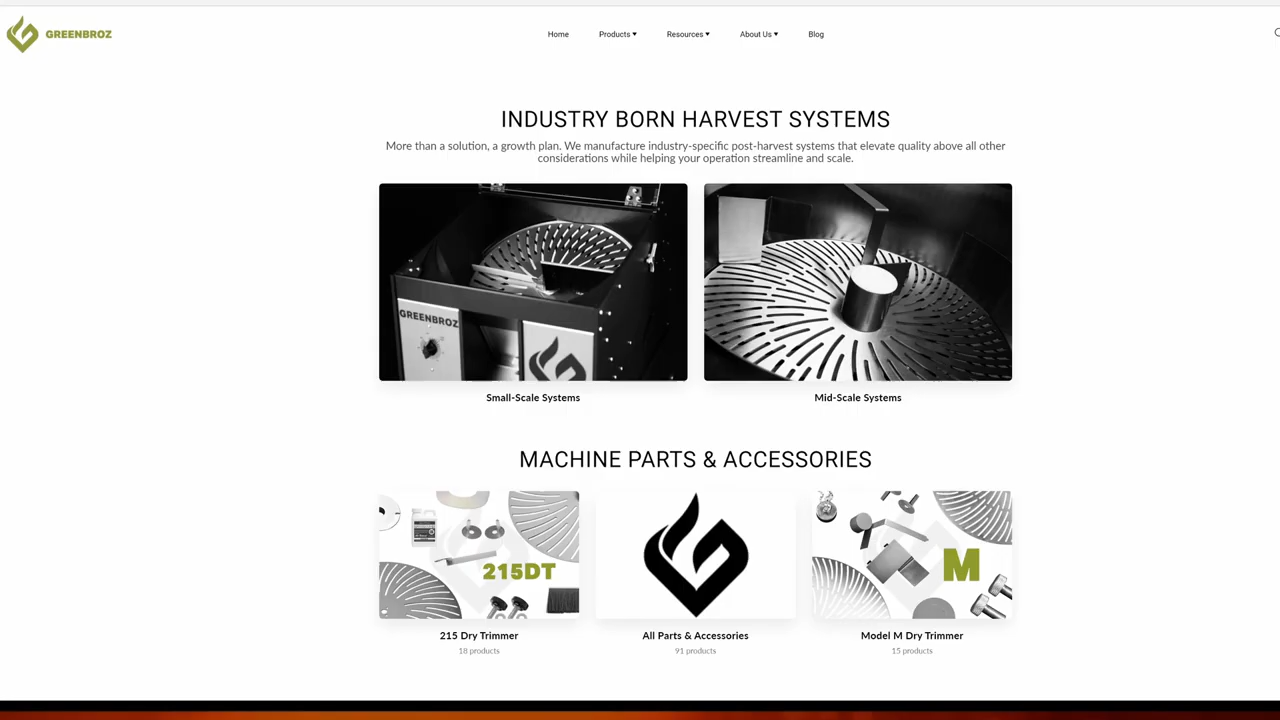 GREENBROZ
Home
Products
Resources
About Us
Blog
INDUSTRY BORN HARVEST SYSTEMS
More than a solution, a growth plan. We manufacture industry-specific post-harvest systems that elevate quality above all other
considerations while helping your operation streamline and scale.
GREENBROZ
Small-Scale Systems
Mid-Scale Systems
MACHINE PARTS & ACCESSORIES
215DT
M
215 Dry Trimmer
All Parts & Accessories
Model M Dry Trimmer
18 products
91 products
15 products